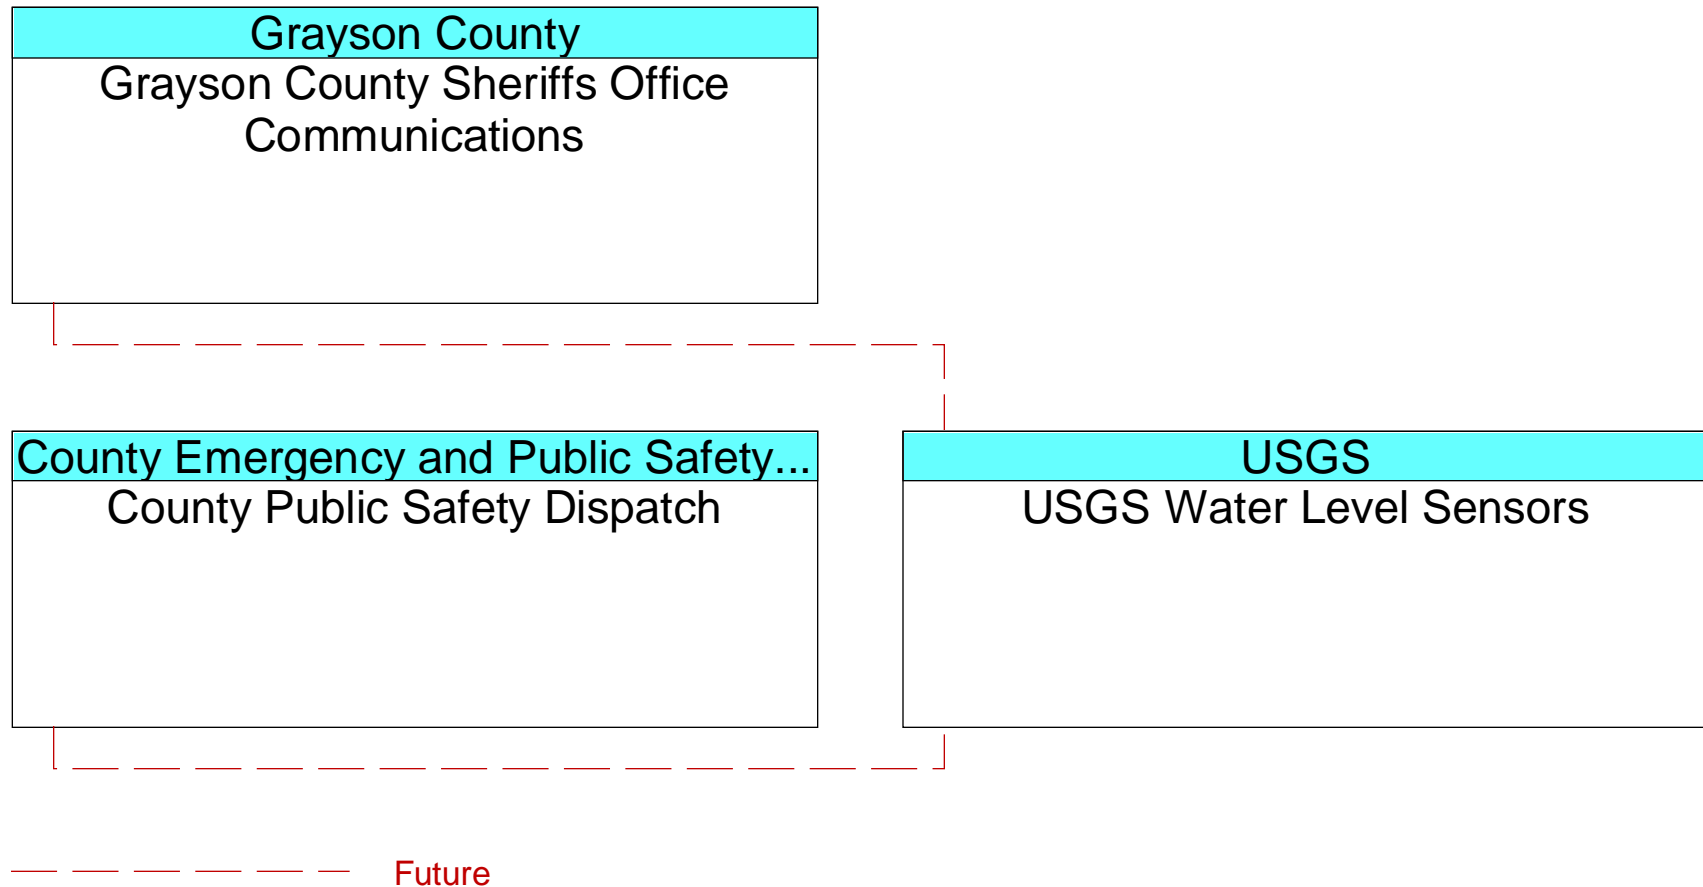 Grayson County
Grayson County Sheriffs Office
Communications
County Emergency and Public Safety...
County Public Safety Dispatch
USGS
USGS Water Level Sensors
Future